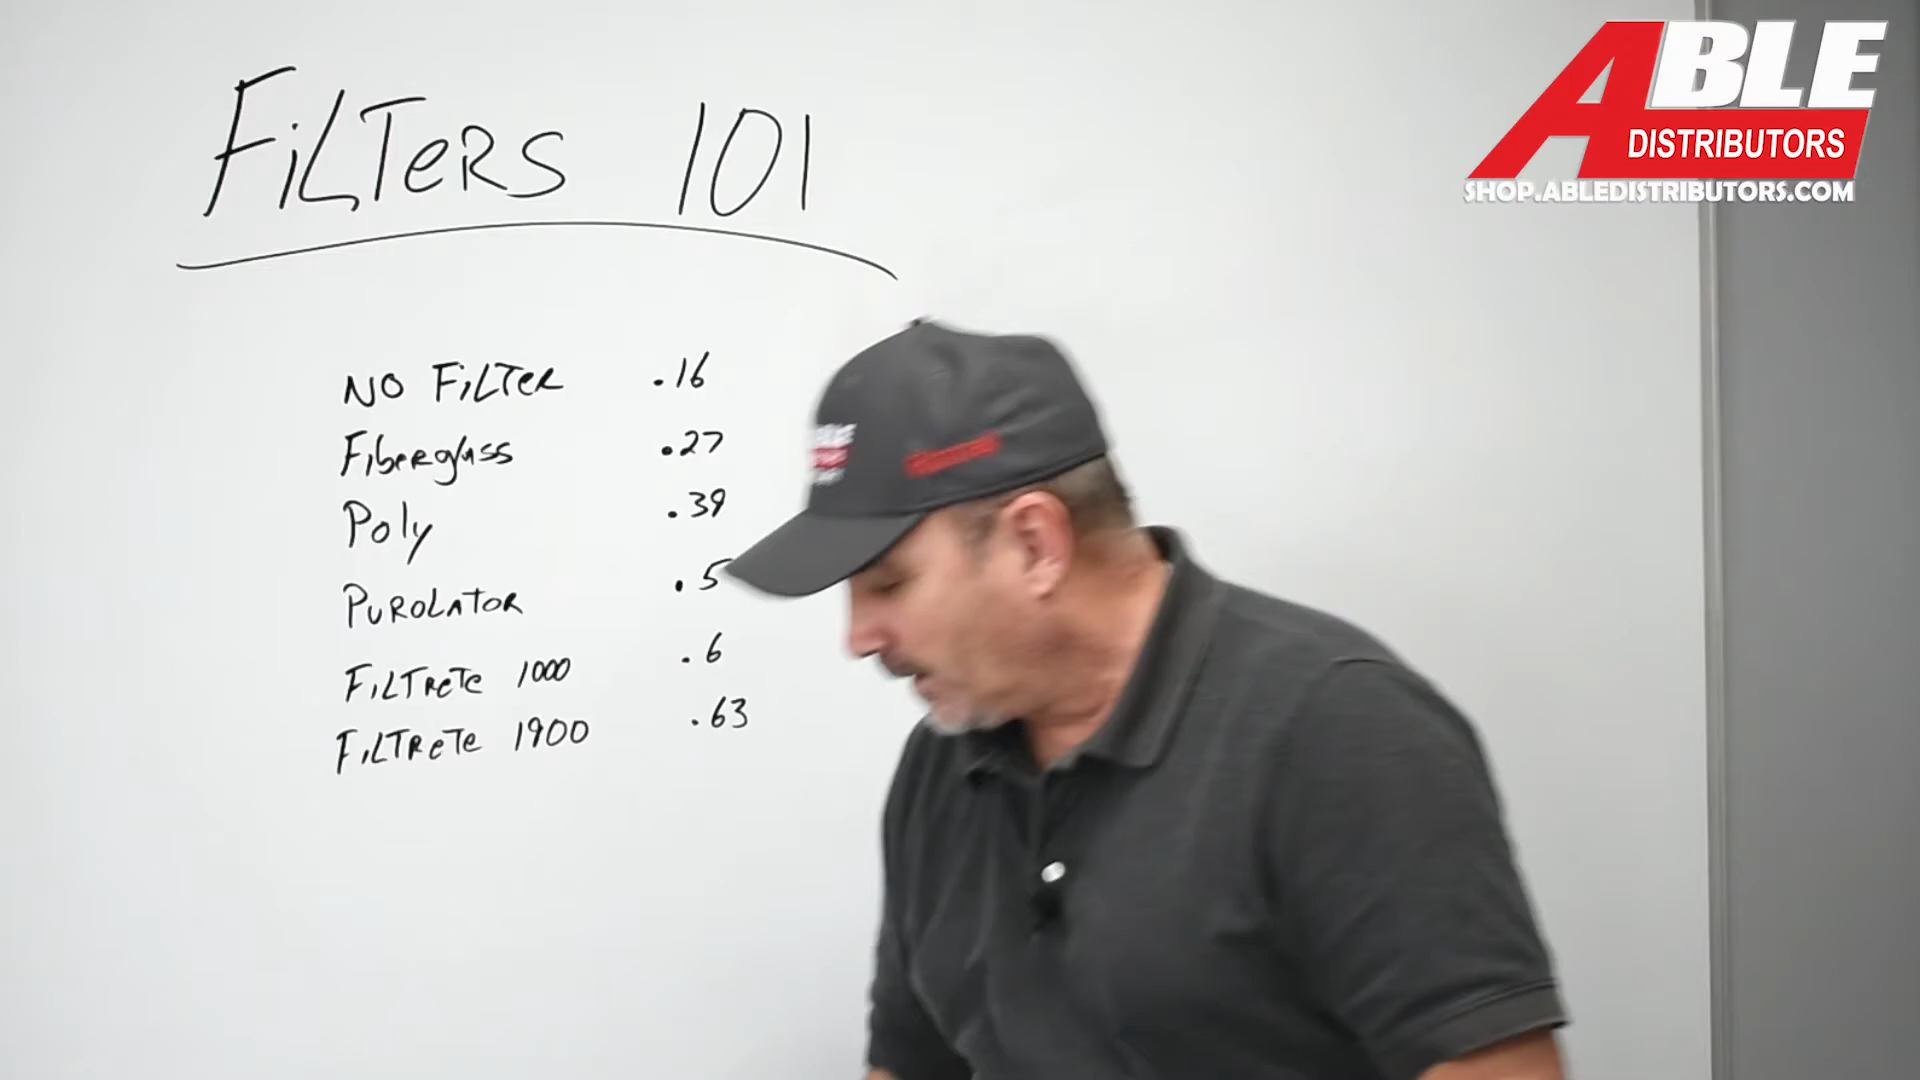 FiLTeRS 101
ABLE
DISTRIBUTORS
SHOP.ABLEDISTRIBUTORS.COM
NO FiLTeR .16
Fiberglass .27
Poly .39
PUROLATOR .5
FiLTReTe 1000 .6
FiLTReTe 1900 .63